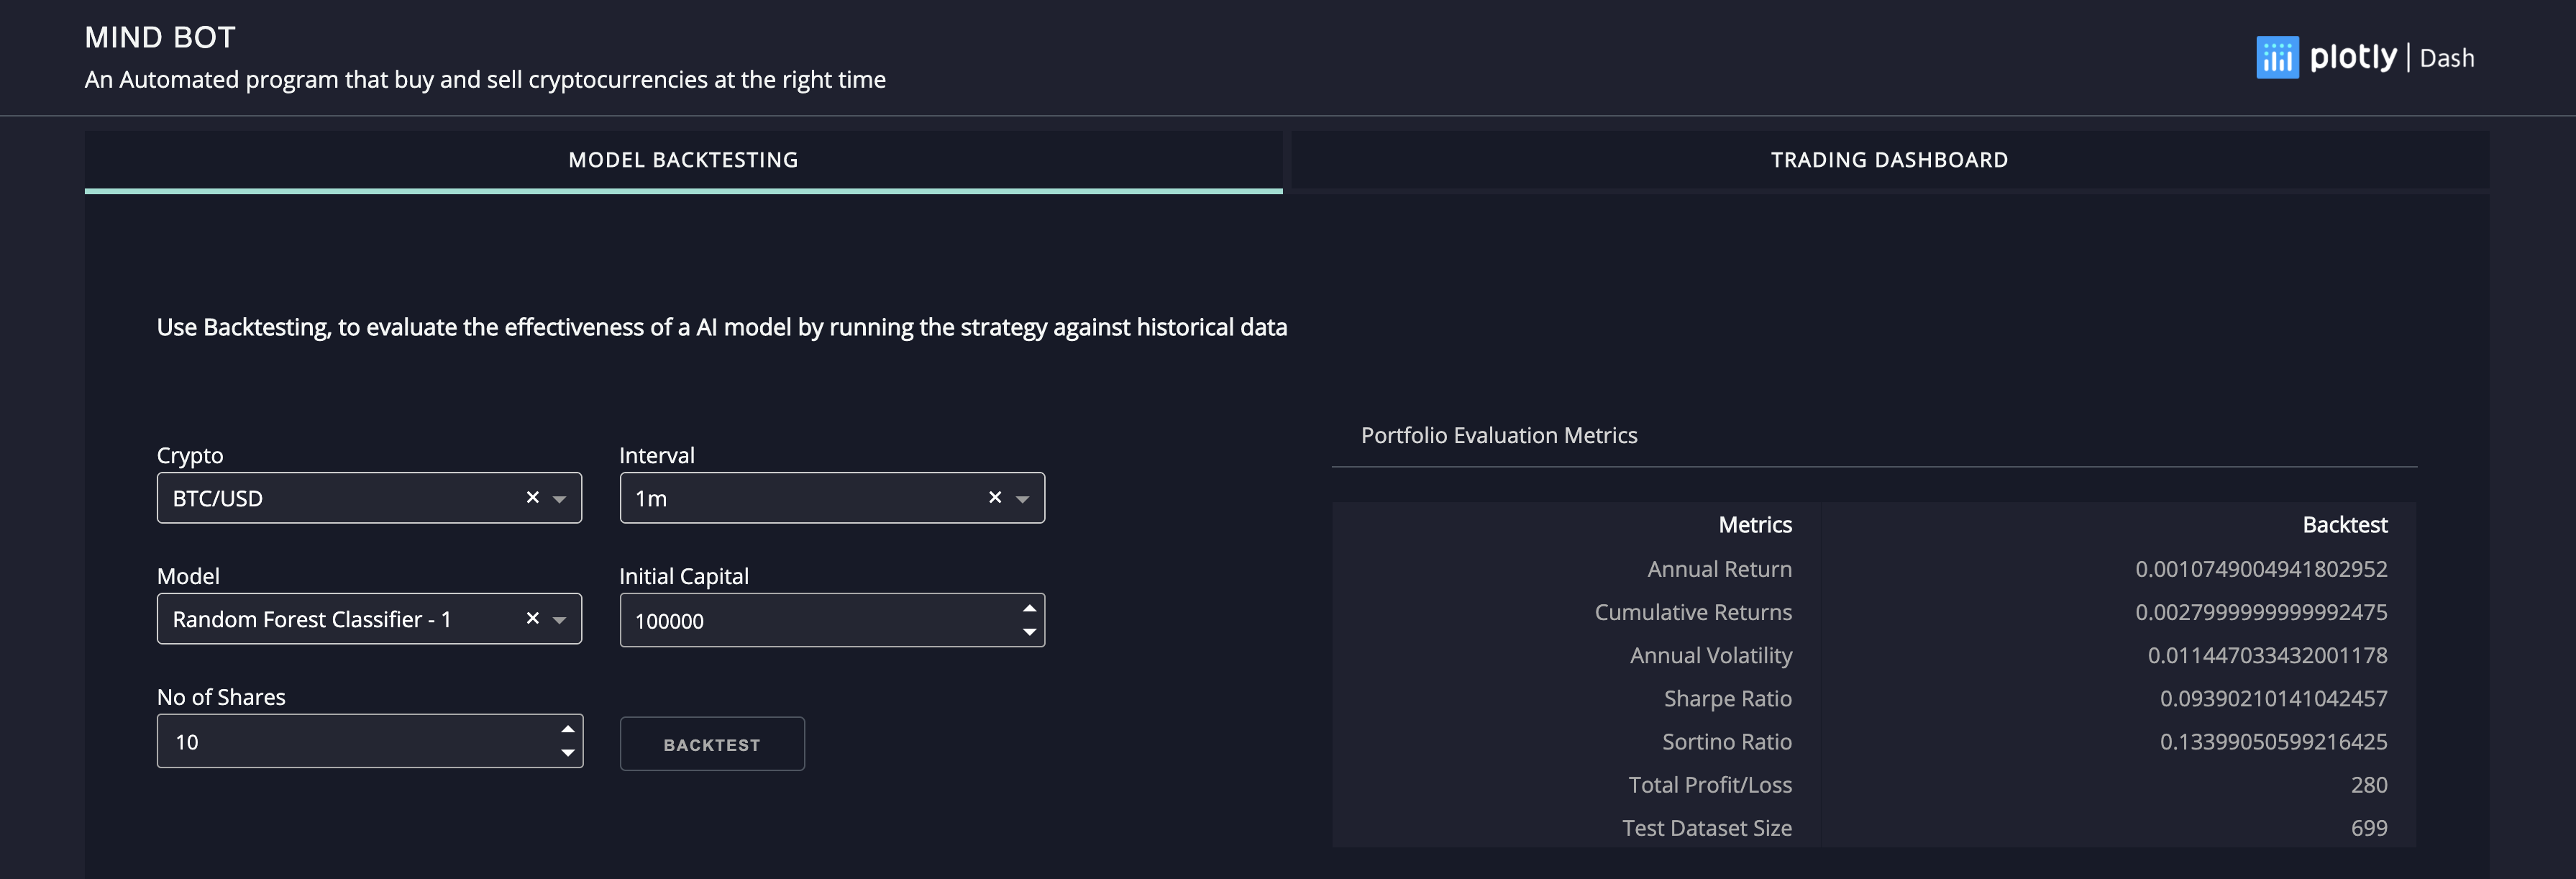 MIND BOT
An Automated program that buy and sell cryptocurrencies at the right time
plotly | Dash
MODEL BACKTESTING
TRADING DASHBOARD
Use Backtesting, to evaluate the effectiveness of a AI model by running the strategy against historical data
Crypto
Interval
BTC/USD
1m
Model
Initial Capital
Random Forest Classifier - 1
100000
No of Shares
10
BACKTEST
Portfolio Evaluation Metrics
Metrics Backtest
Annual Return 0.0010749004941802952
Cumulative Returns 0.0027999999999992475
Annual Volatility 0.011447033432001178
Sharpe Ratio 0.09390210141042457
Sortino Ratio 0.13399050599216425
Total Profit/Loss 280
Test Dataset Size 699